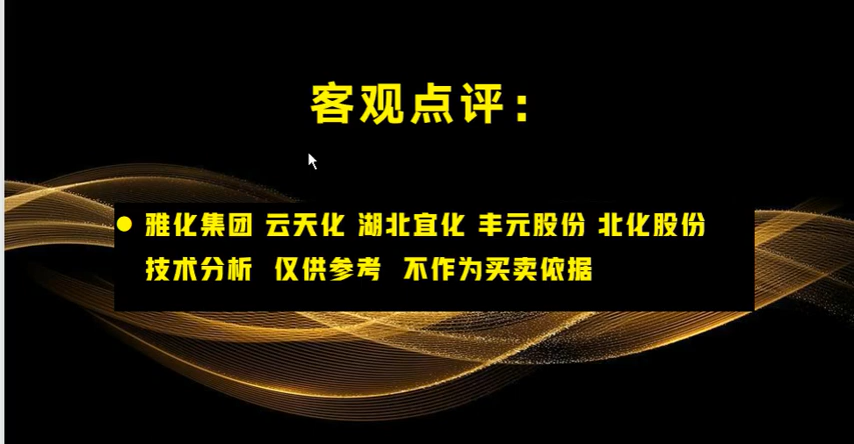 客观点评：
● 雅化集团 云天化 湖北宜化 丰元股份 北化股份
技术分析 仅供参考 不作为买卖依据